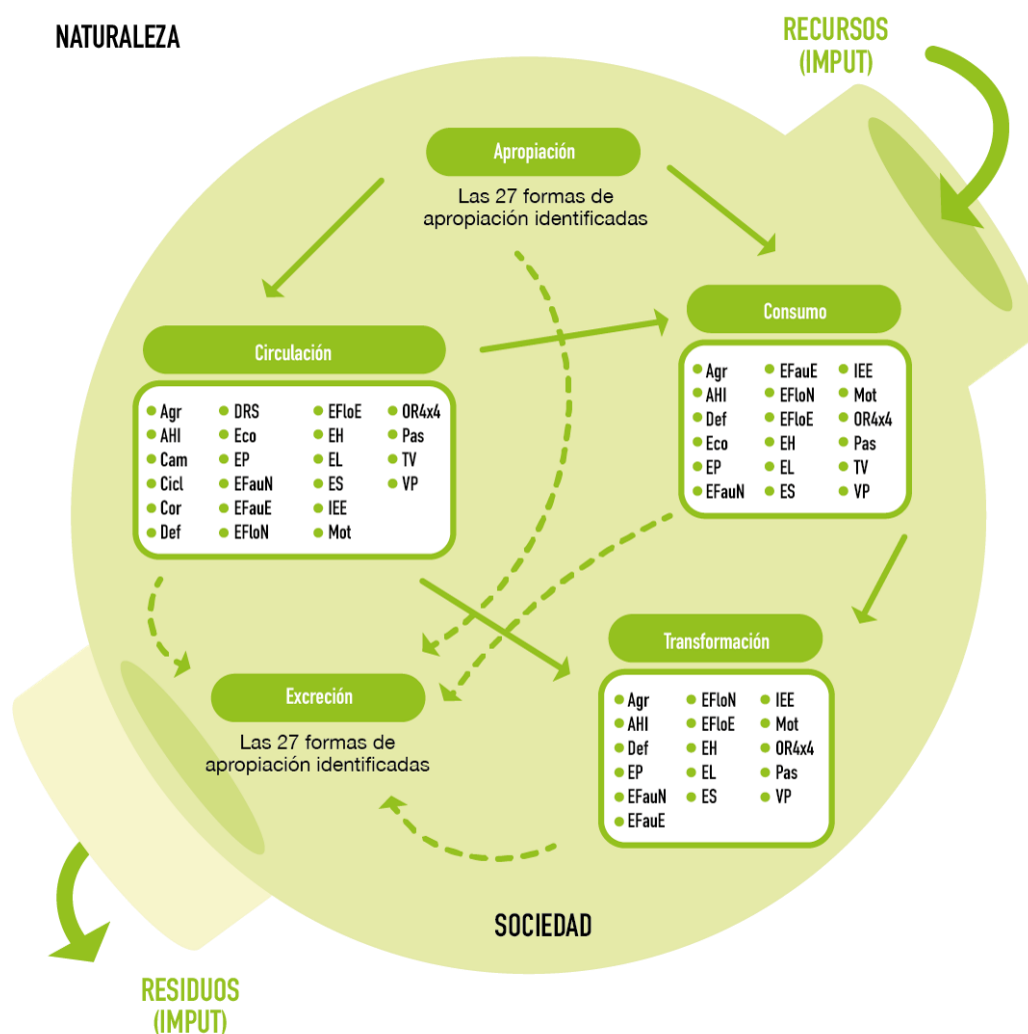 NATURALEZA
RECURSOS
(IMPUT)
Apropiación
Las 27 formas de
apropiación identificadas
Circulación
Agr
AHI
Cam
Cicl
Cor
Def
DRS
Eco
EP
EFauN
EFauE
EFloN
EFloE
EH
EL
ES
IEE
Mot
OR4x4
Pas
TV
VP
Consumo
Agr
AHI
Def
Eco
EP
EFauN
EFauE
EFloN
EFloE
EH
EL
ES
IEE
Mot
OR4x4
Pas
TV
VP
Transformación
Agr
AHI
Def
EP
EFauN
EFauE
EFloN
EFloE
EH
EL
ES
IEE
Mot
OR4x4
Pas
VP
Excreción
Las 27 formas de
apropiación identificadas
SOCIEDAD
RESIDUOS
(IMPUT)